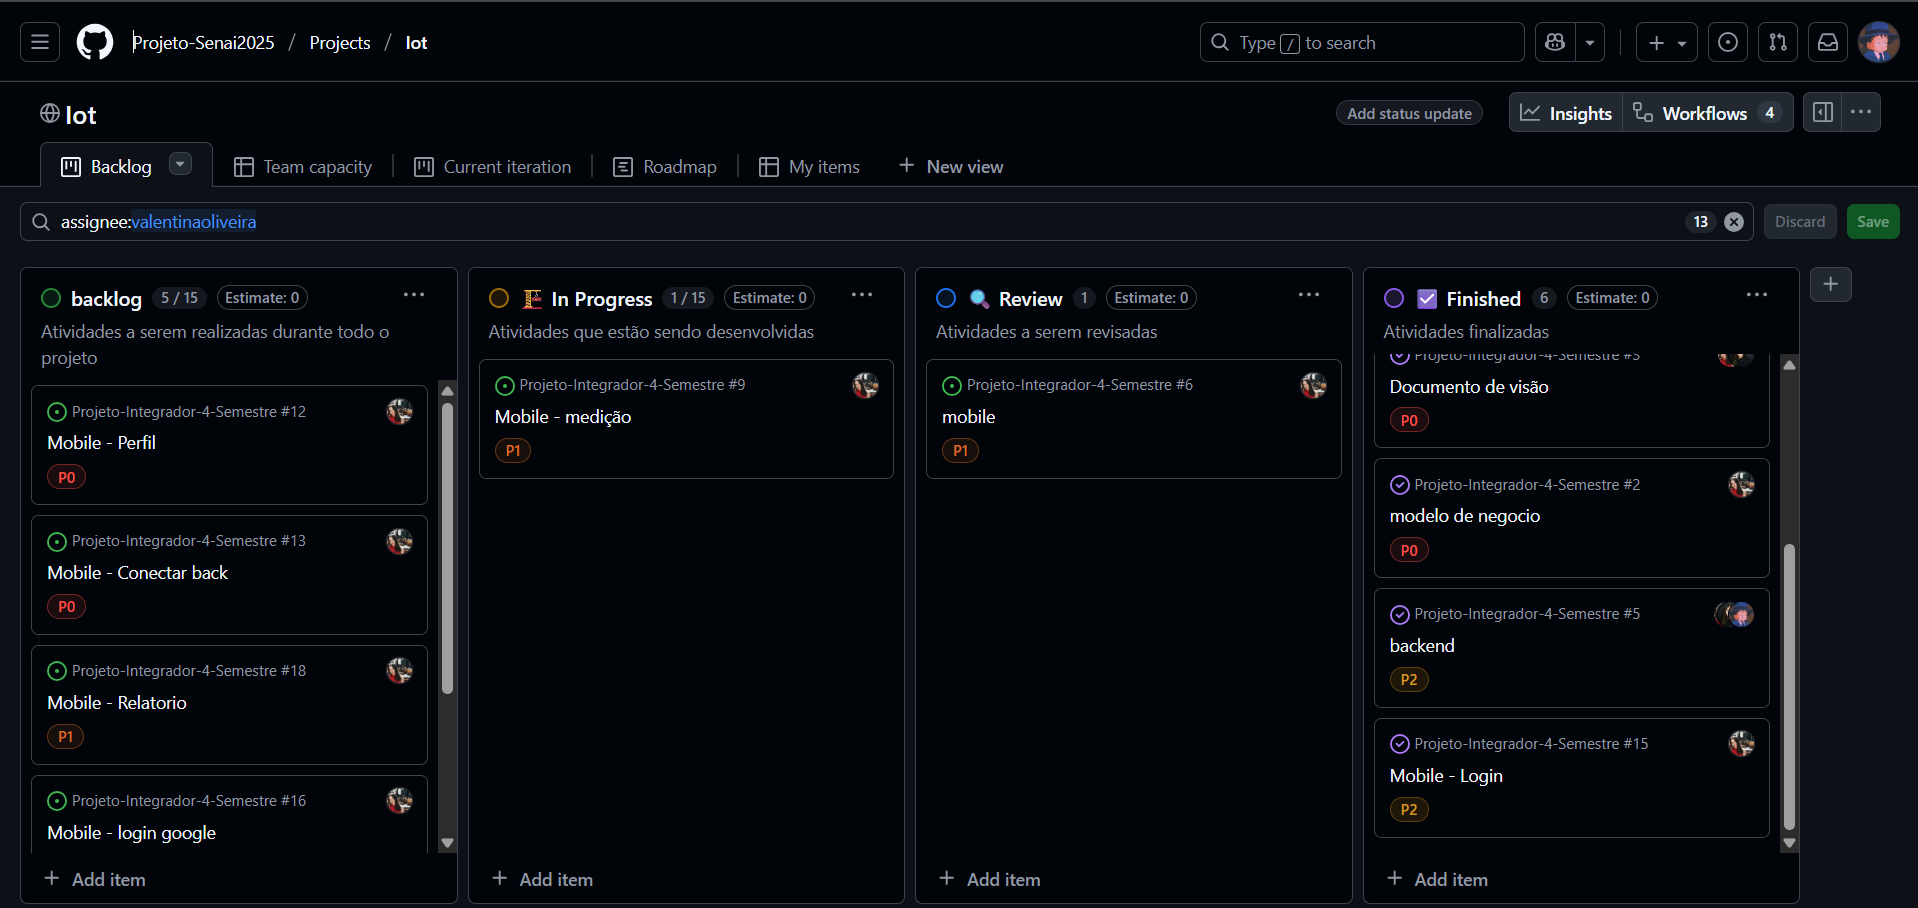 Projeto-Senai2025 / Projects / Iot
Type / to search
Iot
Add status update
Insights
Workflows 4
Backlog
Team capacity
Current iteration
Roadmap
My items
New view
assignee:valentinaoliveira
13
Discard
Save
backlog 5 / 15 Estimate: 0
Atividades a serem realizadas durante todo o
projeto
Projeto-Integrador-4-Semestre #12
Mobile - Perfil
P0
Projeto-Integrador-4-Semestre #13
Mobile - Conectar back
P0
Projeto-Integrador-4-Semestre #18
Mobile - Relatorio
P1
Projeto-Integrador-4-Semestre #16
Mobile - login google
Add item
In Progress 1 / 15 Estimate: 0
Atividades que estão sendo desenvolvidas
Projeto-Integrador-4-Semestre #9
Mobile - medição
P1
Add item
Review 1 Estimate: 0
Atividades a serem revisadas
Projeto-Integrador-4-Semestre #6
mobile
P1
Add item
Finished 6 Estimate: 0
Atividades finalizadas
Projeto-Integrador-4-Semestre #3
Documento de visão
P0
Projeto-Integrador-4-Semestre #2
modelo de negocio
P0
Projeto-Integrador-4-Semestre #5
backend
P2
Projeto-Integrador-4-Semestre #15
Mobile - Login
P2
Add item